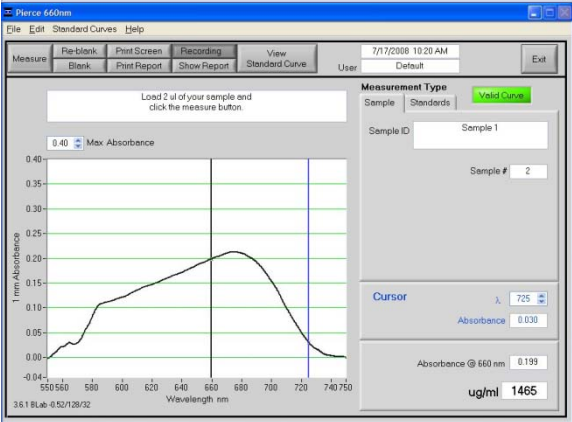 Pierce 660nm
File Edit Standard Curves Help
Measure Re-blank Print Screen Recording View Standard Curve 7/17/2008 10:20 AM Exit
Blank Print Report Show Report User Default
Load 2 ul of your sample and
click the measure button.
Measurement Type
Sample Standards Valid Curve
Sample ID Sample 1
Sample # 2
0.40 Max Absorbance
0.40
0.35
0.30
0.25
0.20
0.15
0.10
0.05
0.00
-0.04
1 mm Absorbance
550 560 580 600 620 640 660 680 700 720 740 750
Wavelength nm
3.6.1 BLab -0.52/128/32
Cursor λ 725
Absorbance 0.030
Absorbance @ 660 nm 0.199
ug/ml 1465